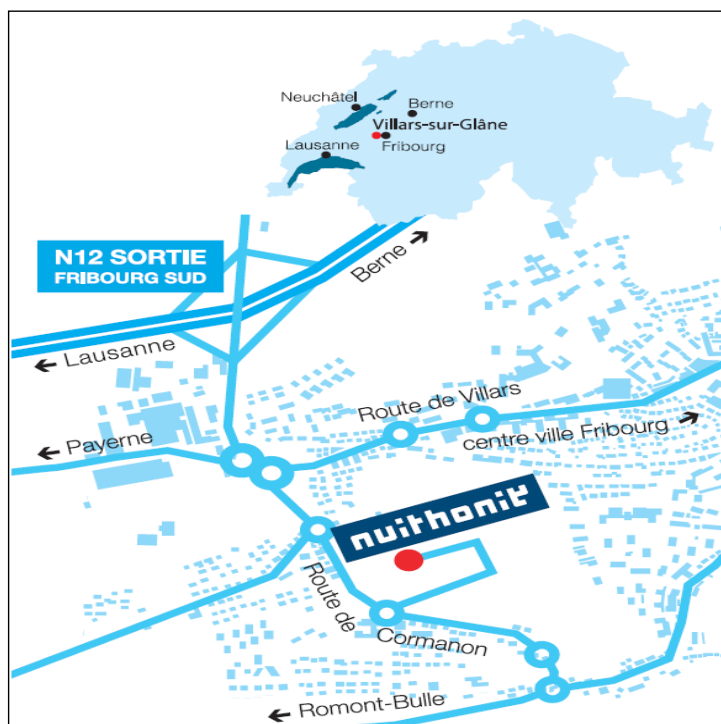 Neuchâtel
Berne
Villars-sur-Glâne
Lausanne
Fribourg
N12 SORTIE
FRIBOURG SUD
Berne →
← Lausanne
Route de Villars
← Payerne
centre ville Fribourg →
nuithonie
Route de
Cormanon
← Romont-Bulle